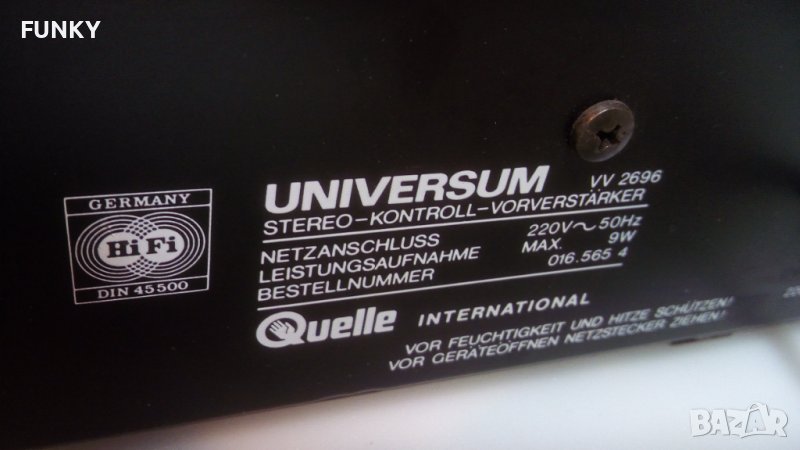 FUNKY
GERMANY
HiFi
DIN 45500
UNIVERSUM VV 2696
STEREO-KONTROLL-VORVERSTÄRKER
NETZANSCHLUSS 220V~ 50Hz
LEISTUNGSAUFNAHME MAX. 9W
BESTELLNUMMER 016.565 4
Quelle INTERNATIONAL
VOR FEUCHTIGKEIT UND HITZE SCHÜTZEN!
VOR GERÄTEÖFFNEN NETZSTECKER ZIEHEN!
BAZAR